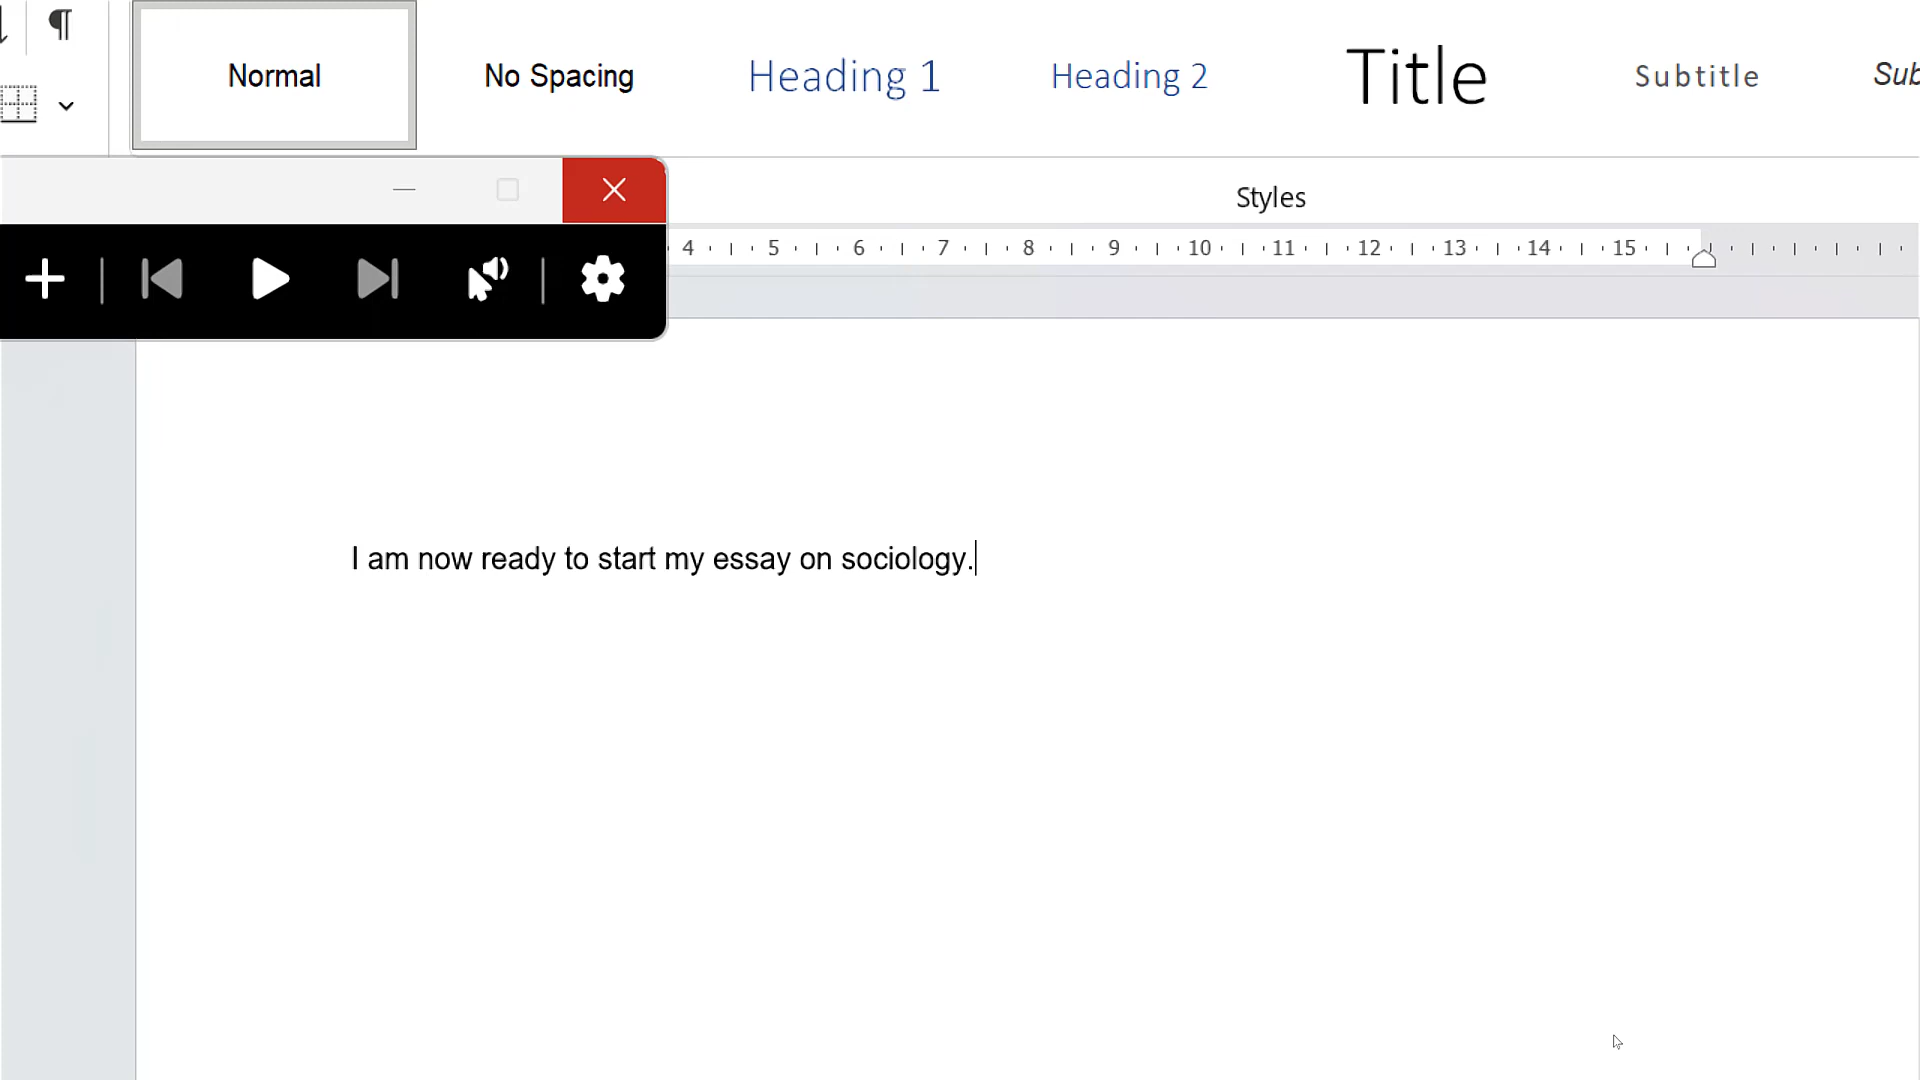 Normal
No Spacing
Heading 1
Heading 2
Title
Subtitle
Sub
Styles
4 5 6 7 8 9 10 11 12 13 14 15
I am now ready to start my essay on sociology.